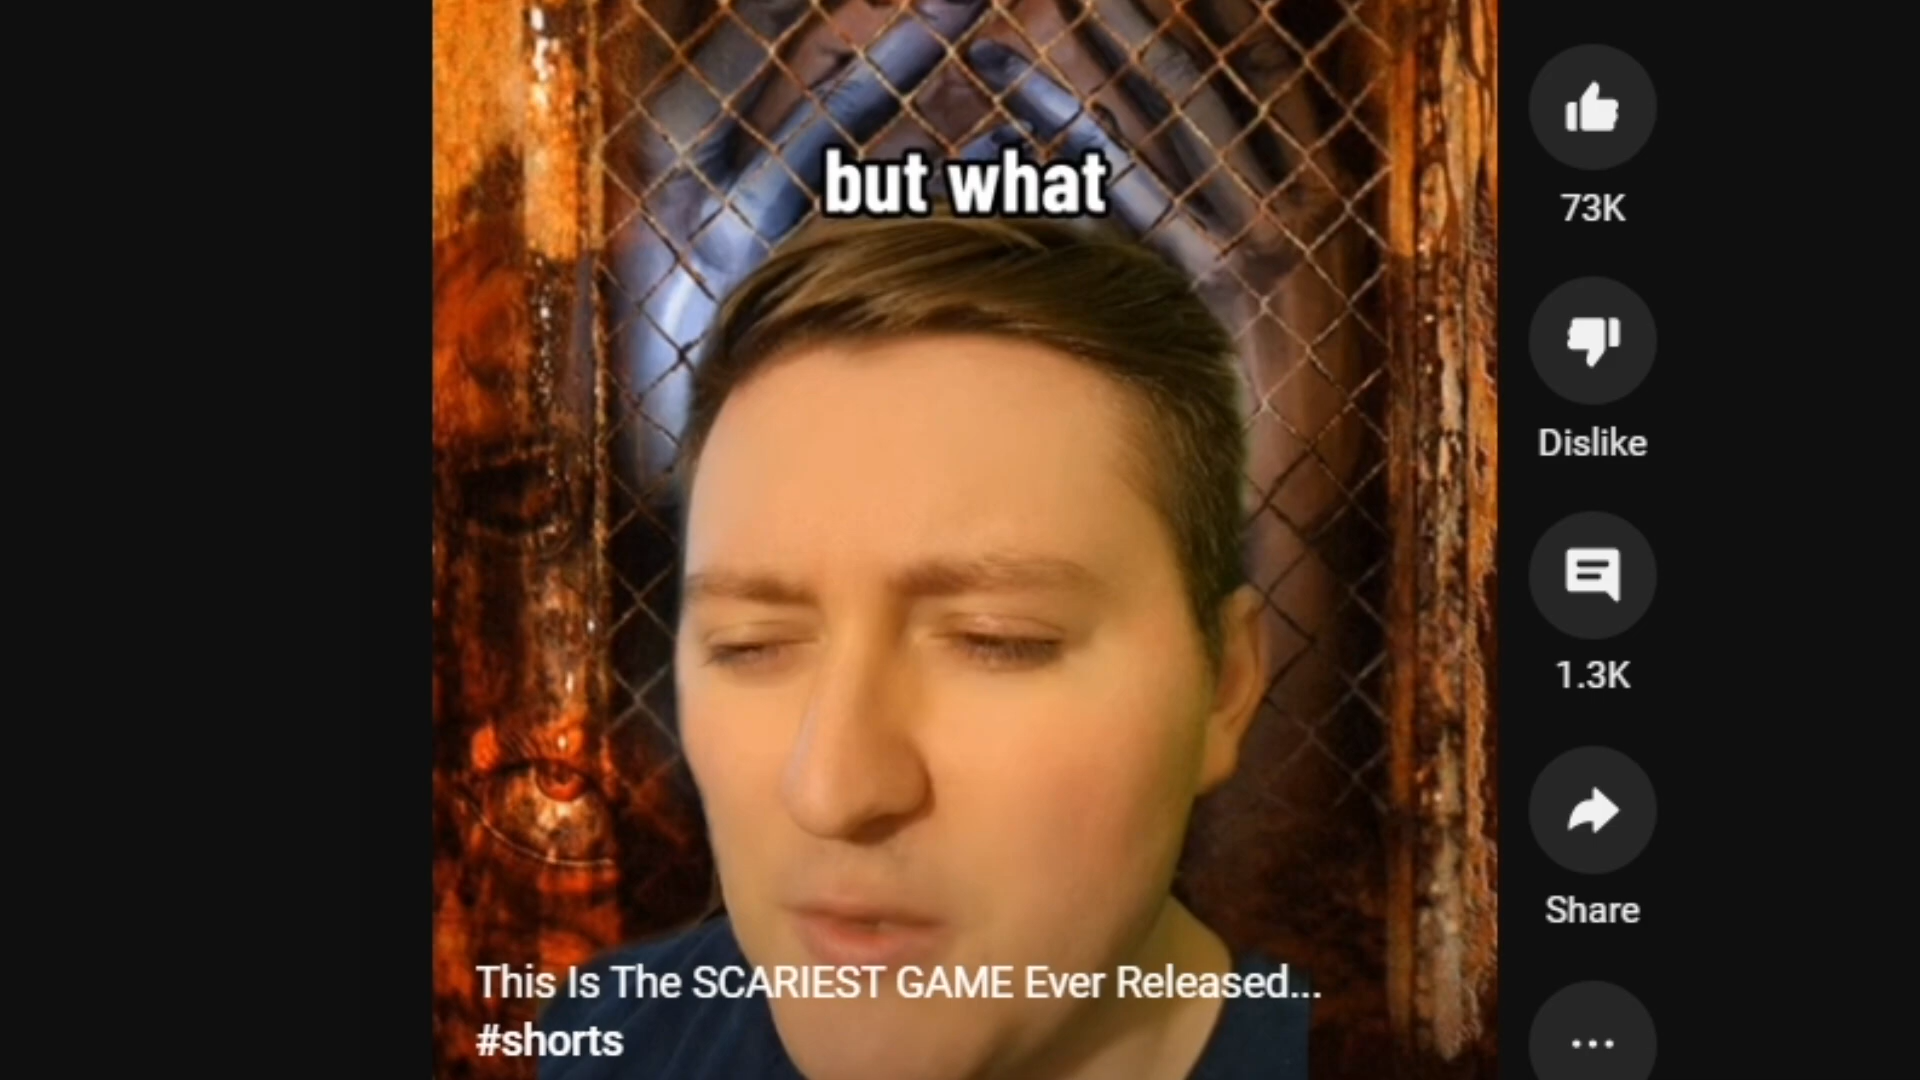 but what
73K
Dislike
1.3K
Share
This Is The SCARIEST GAME Ever Released...
#shorts